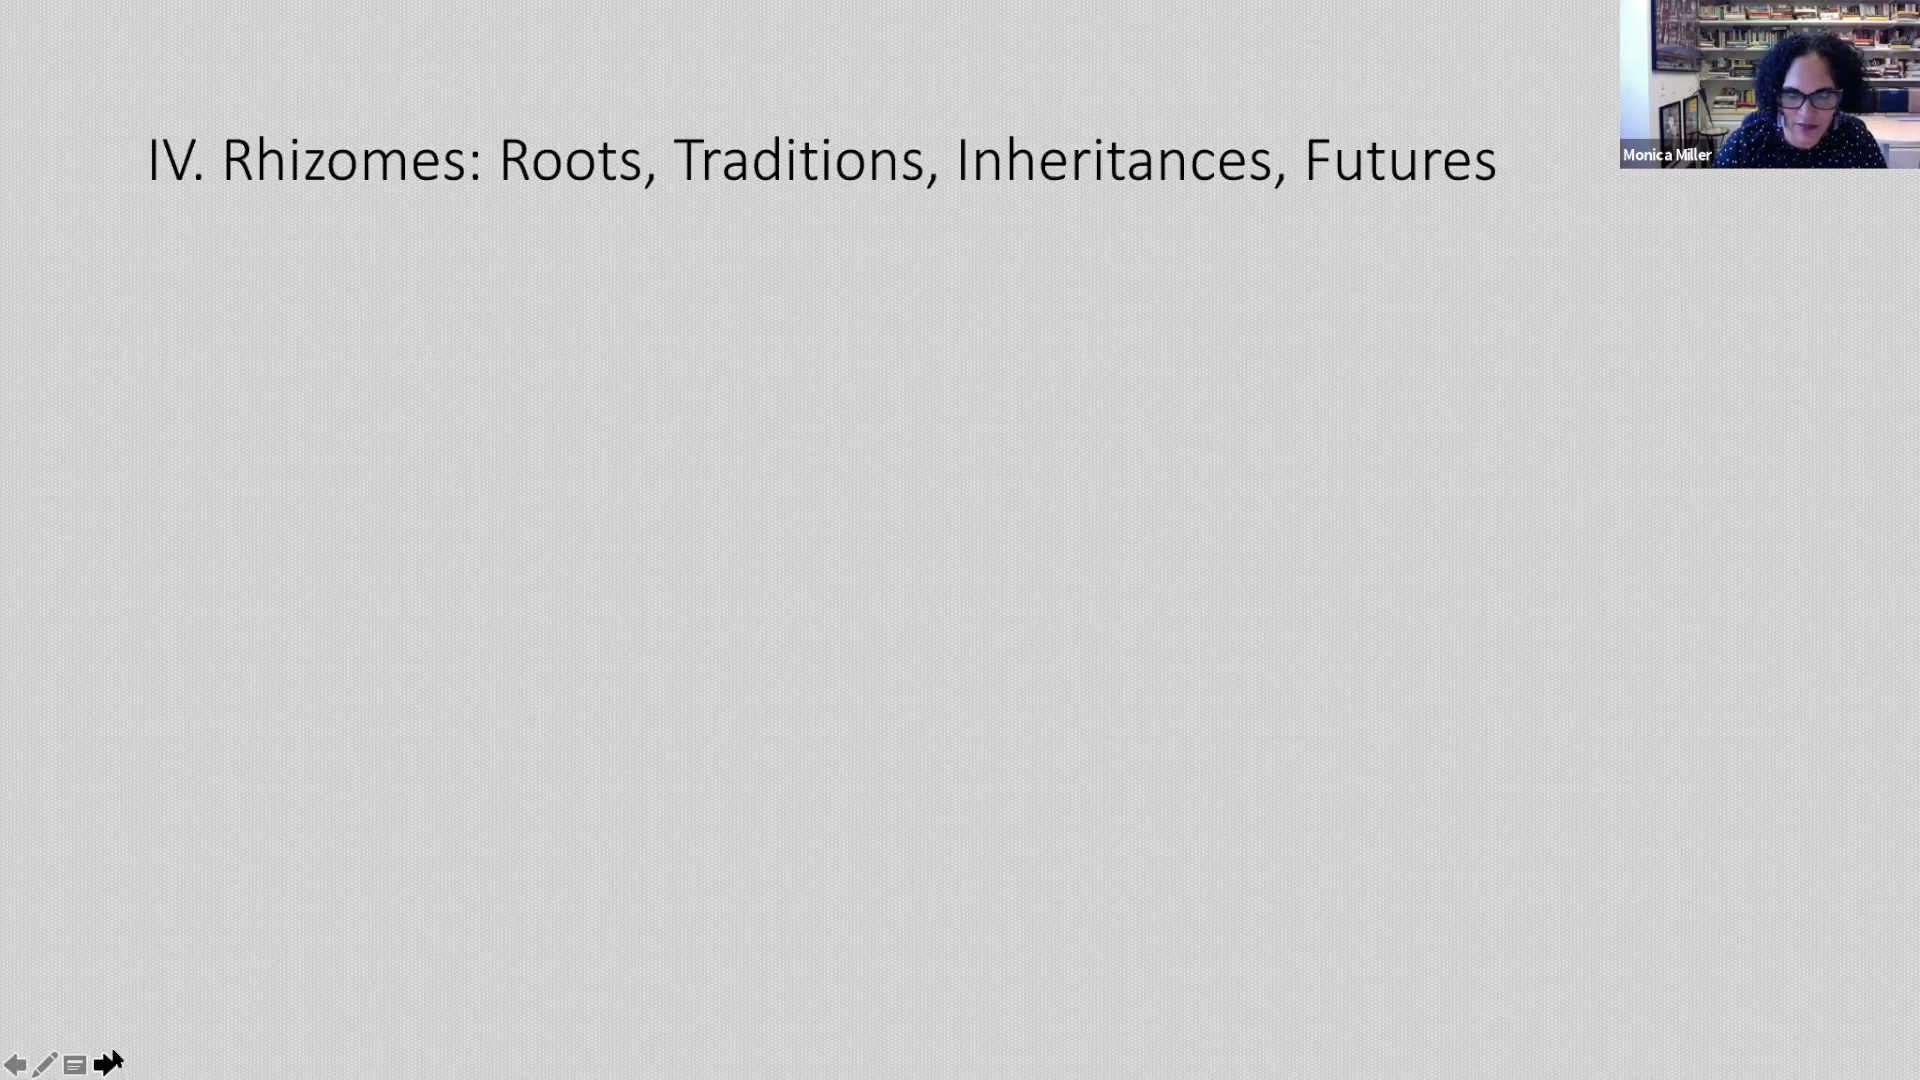 IV. Rhizomes: Roots, Traditions, Inheritances, Futures
Monica Miller